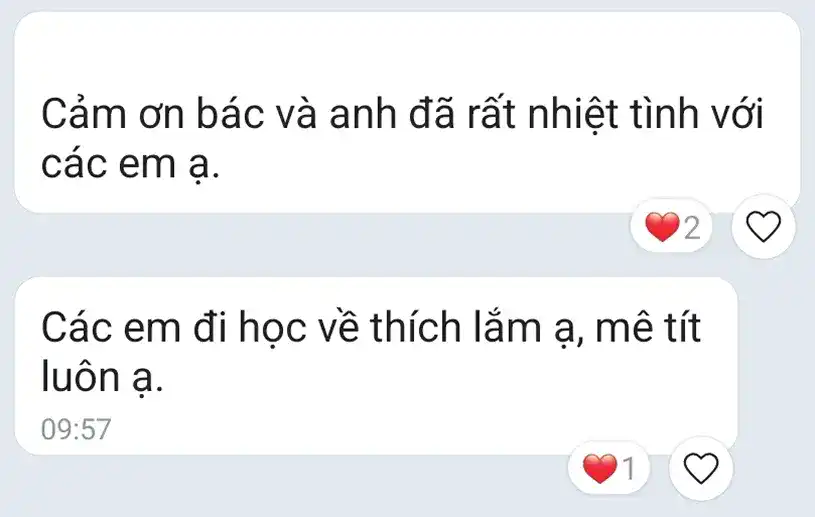 Cảm ơn bác và anh đã rất nhiệt tình với
các em ạ.
2
Các em đi học về thích lắm ạ, mê tít
luôn ạ.
09:57
1